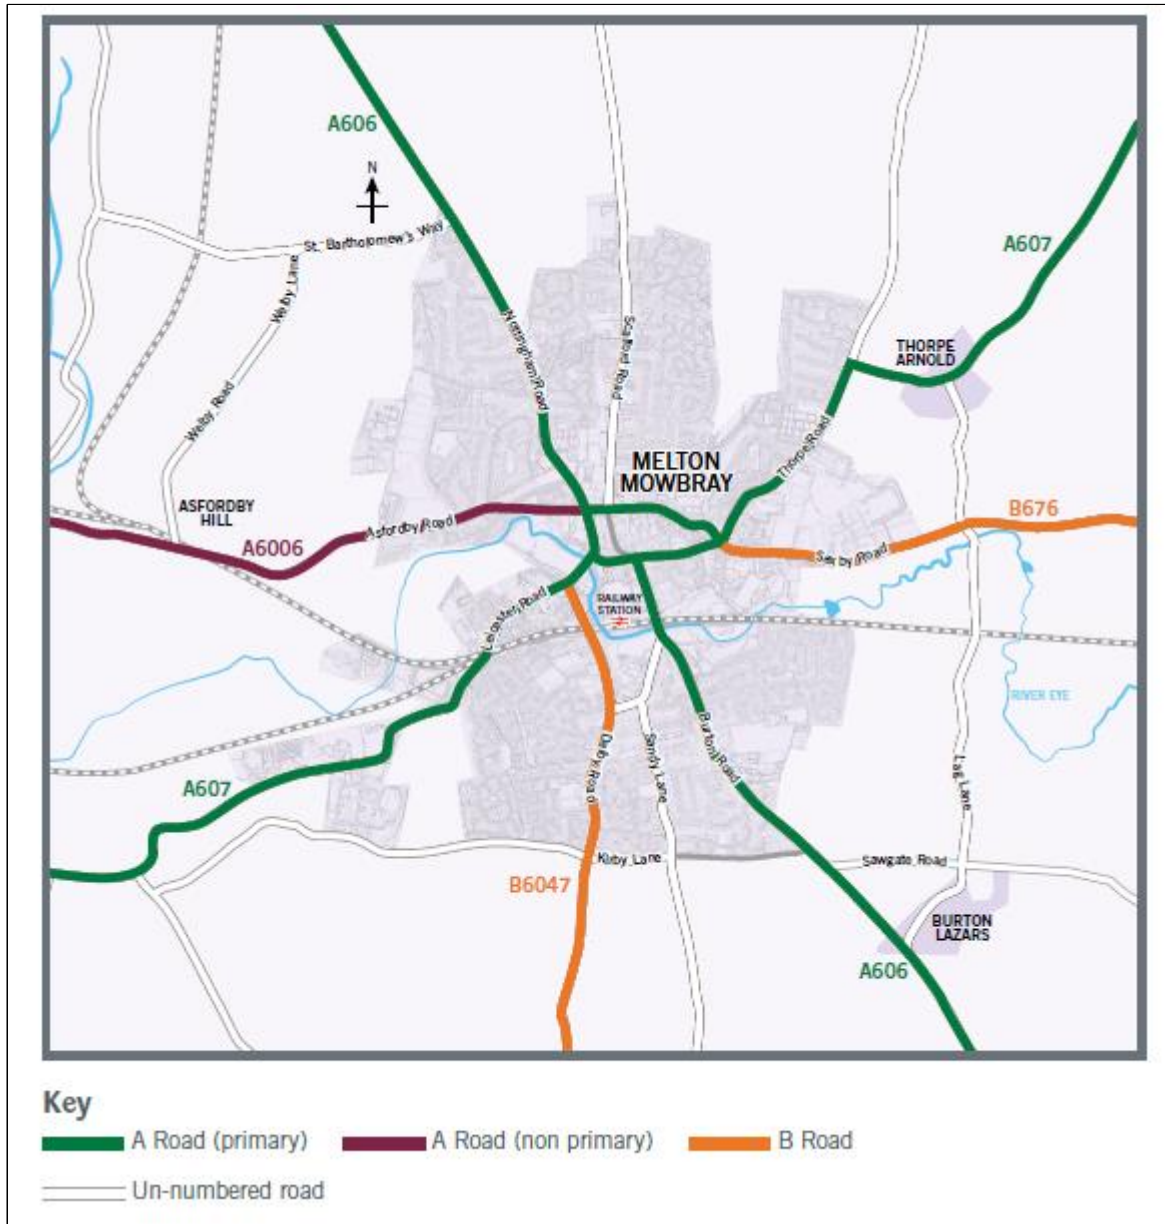 A606
N
St. Bartholomew's Way
A607
Welby Lane
Nottingham Road
Scalford Road
THORPE
ARNOLD
Welby Road
Thorpe Road
MELTON
MOWBRAY
ASFORDBY
HILL
B676
Asfordby Road
A6006
Saxby Road
Leicester Road
RAILWAY
STATION
RIVER EYE
Burton Road
Dalby Road
Sandy Lane
Lag Lane
A607
Kirby Lane
Sawgate Road
B6047
BURTON
LAZARS
A606
Key
A Road (primary)
A Road (non primary)
B Road
Un-numbered road